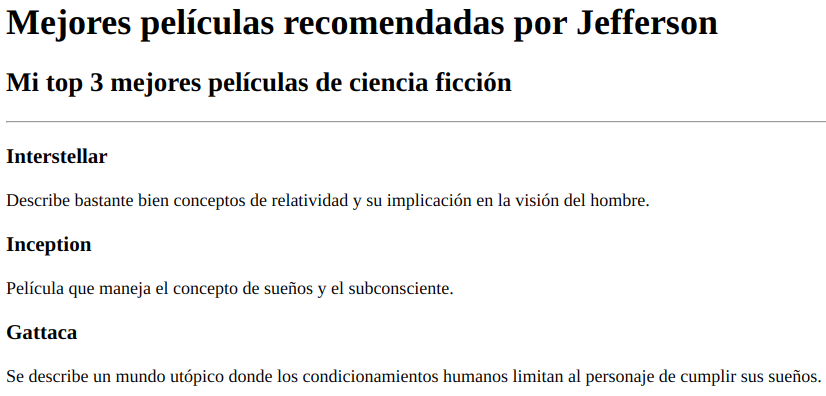 Mejores películas recomendadas por Jefferson
Mi top 3 mejores películas de ciencia ficción
Interstellar
Describe bastante bien conceptos de relatividad y su implicación en la visión del hombre.
Inception
Película que maneja el concepto de sueños y el subconsciente.
Gattaca
Se describe un mundo utópico donde los condicionamientos humanos limitan al personaje de cumplir sus sueños.